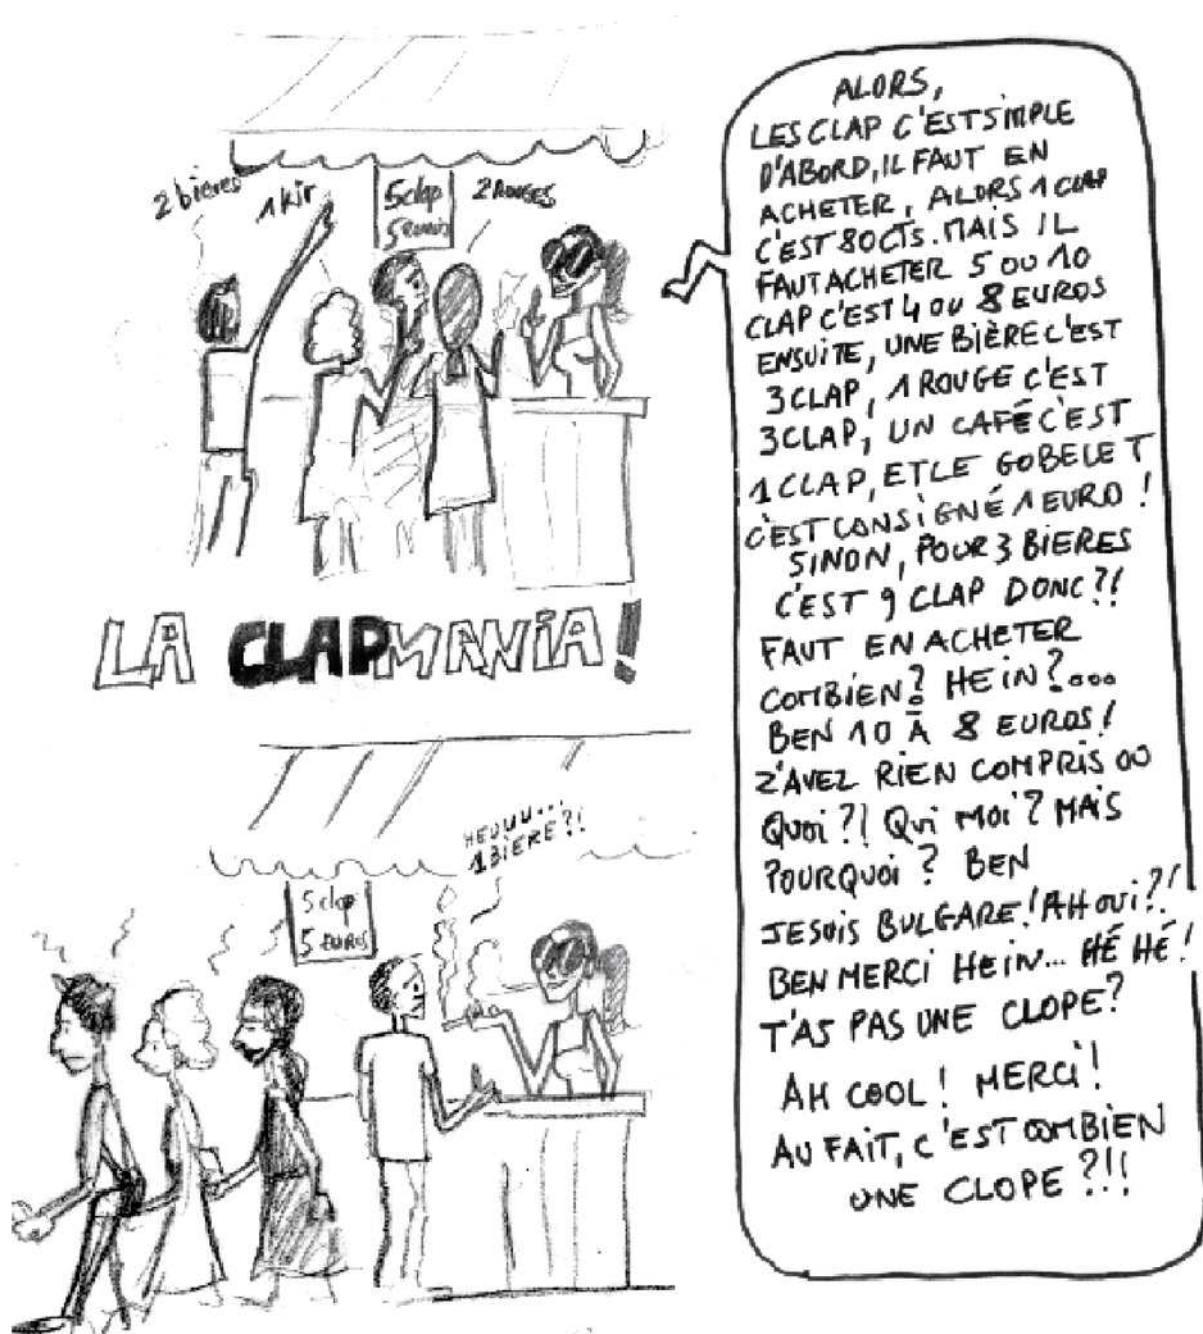 2 bières
1 kir
5 clap
5 euros
2 ROUGES
LA CLAPMANIA!
HEUUU...
1 BIERE?!
5 clap
5 EUROS
ALORS,
LES CLAP C'EST SIMPLE
D'ABORD, IL FAUT EN
ACHETER, ALORS 1 CLAP
C'EST 80 CTS. MAIS IL
FAUT ACHETER 5 OU 10
CLAP C'EST 4 OU 8 EUROS
ENSUITE, UNE BIÈRE C'EST
3 CLAP, 1 ROUGE C'EST
3 CLAP, UN CAFÉ C'EST
1 CLAP, ET LE GOBELET
C'EST CONSIGNÉ 1 EURO !
SINON, POUR 3 BIERES
C'EST 9 CLAP DONC ?!
FAUT EN ACHETER
COMBIEN ? HEIN ?...
BEN 10 À 8 EUROS !
Z'AVEZ RIEN COMPRIS OU
QUOI ?! QUI MOI ? MAIS
POURQUOI ? BEN
JE SUIS BULGARE ! AH OUI ?!
BEN MERCI HEIN... HÉ HÉ !
T'AS PAS UNE CLOPE ?
AH COOL ! MERCI !
AU FAIT, C'EST COMBIEN
UNE CLOPE ?!!